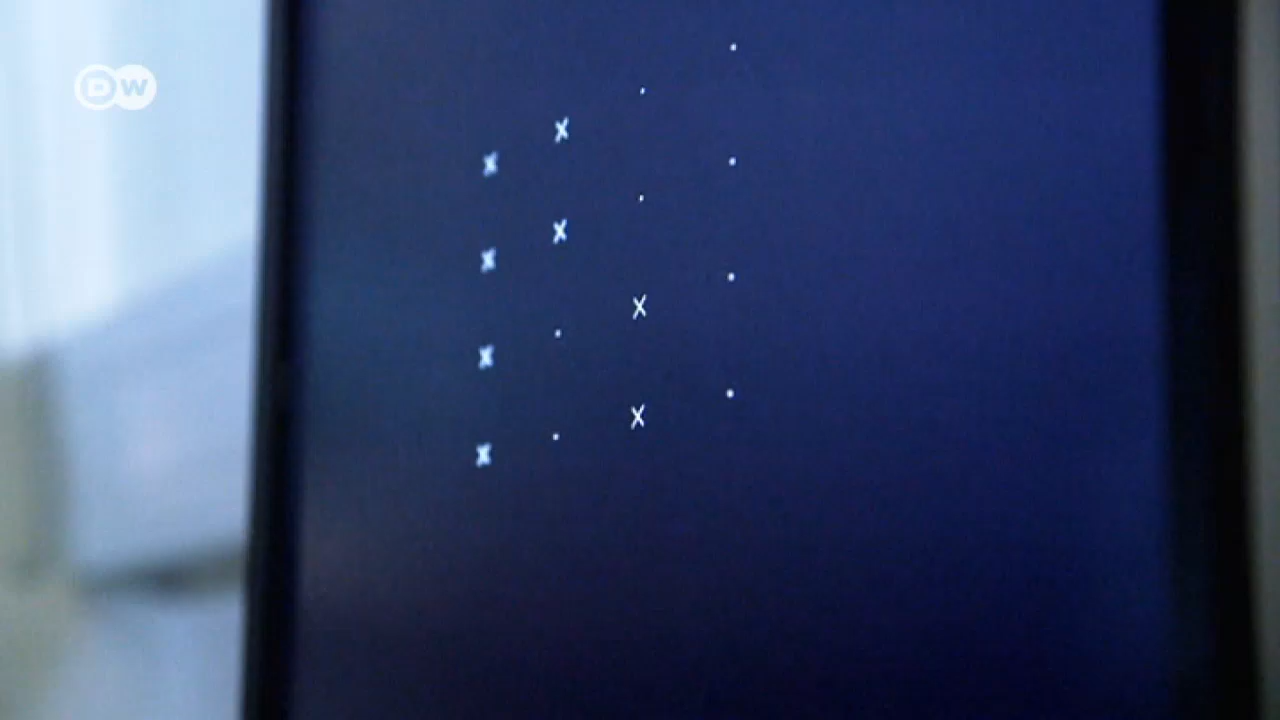 DW
x x . .
x x . .
x . x .
x . x .